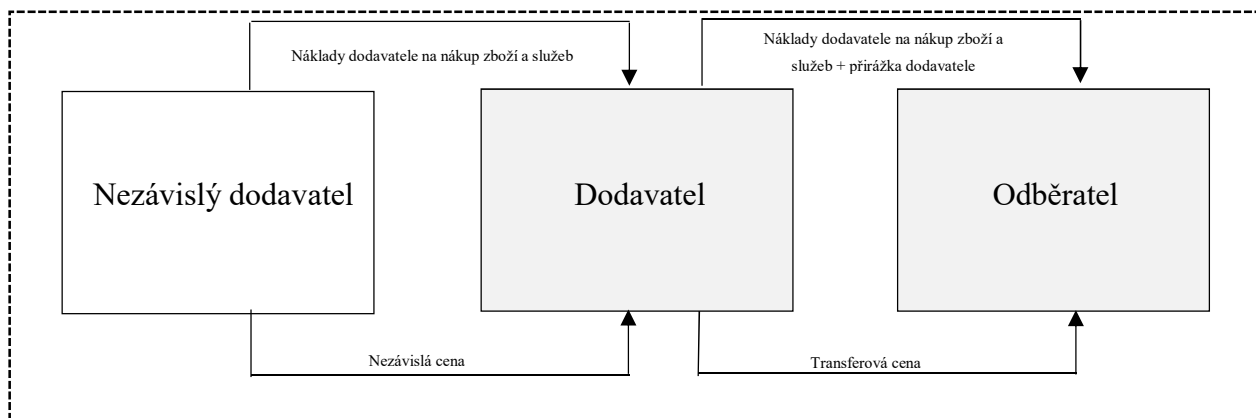 Náklady dodavatele na nákup zboží a služeb
Náklady dodavatele na nákup zboží a
služeb + přirážka dodavatele
Nezávislý dodavatel
Dodavatel
Odběratel
Nezávislá cena
Transferová cena